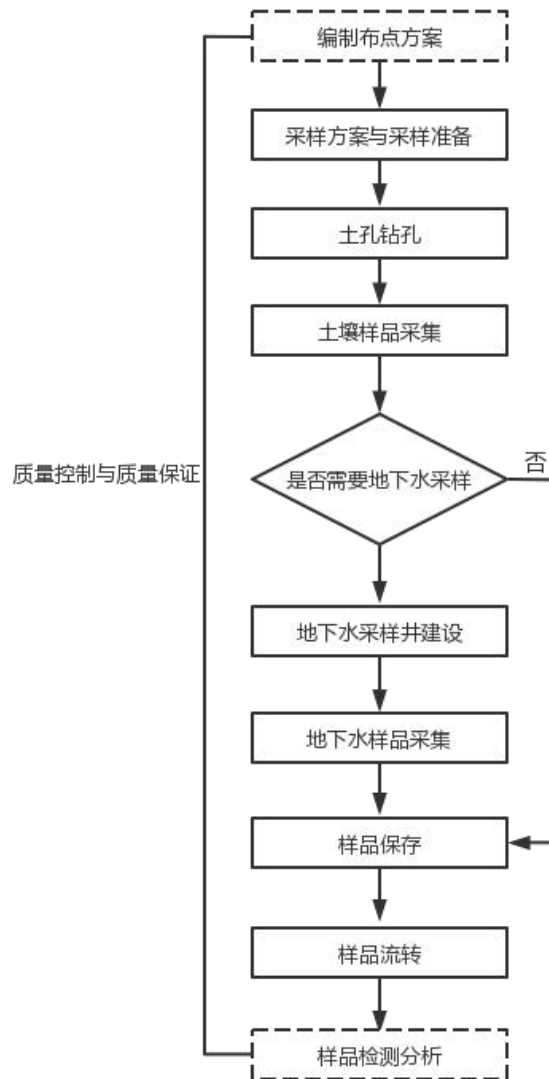 编制布点方案
采样方案与采样准备
土孔钻孔
土壤样品采集
质量控制与质量保证
是否需要地下水采样
否
地下水采样井建设
地下水样品采集
样品保存
样品流转
样品检测分析